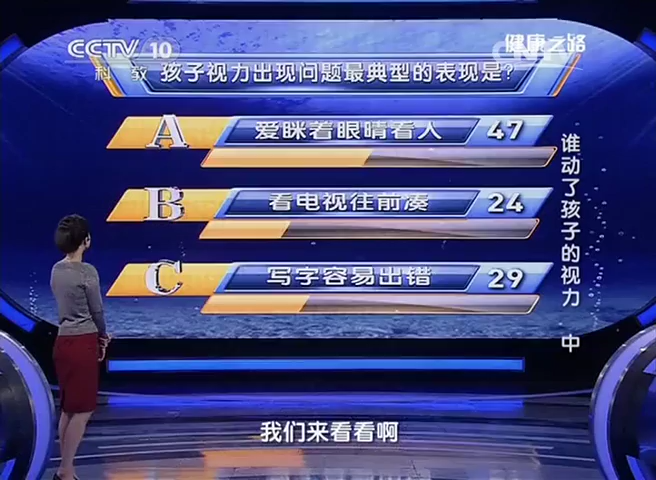 CCTV 10
科 教
健康之路
孩子视力出现问题最典型的表现是?
A 爱眯着眼睛看人 47
B 看电视往前凑 24
C 写字容易出错 29
谁动了孩子的视力 中
我们来看看啊